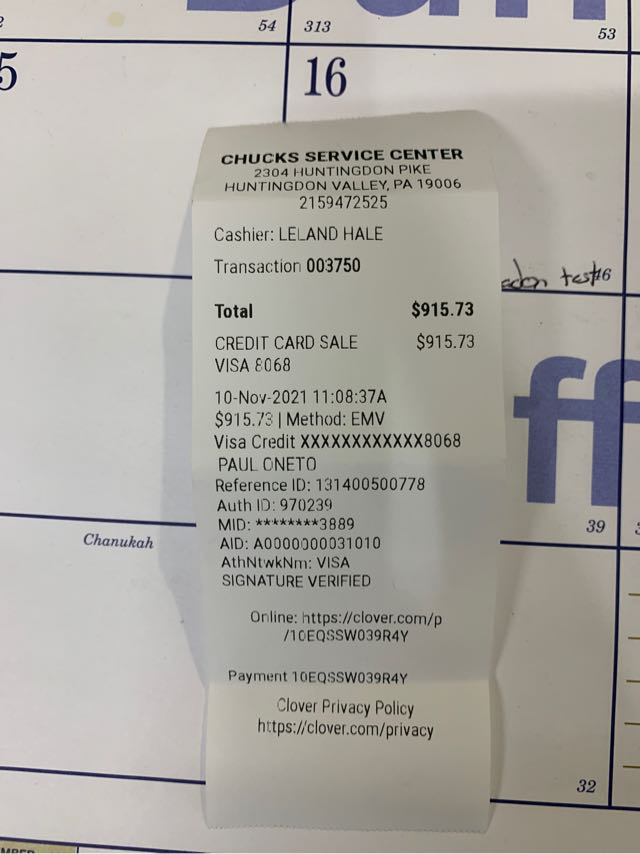 54 313
53
5
16
CHUCKS SERVICE CENTER
2304 HUNTINGDON PIKE
HUNTINGDON VALLEY, PA 19006
2159472525
Cashier: LELAND HALE
Transaction 003750
Total $915.73
CREDIT CARD SALE $915.73
VISA 8068
10-Nov-2021 11:08:37A
$915.73 | Method: EMV
Visa Credit XXXXXXXXXXXX8068
PAUL ONETO
Reference ID: 131400500778
Auth ID: 970239
MID: ********3889
AID: A0000000031010
AthNtwkNm: VISA
SIGNATURE VERIFIED
Online: https://clover.com/p
/10EQSSW039R4Y
Payment 10EQSSW039R4Y
Clover Privacy Policy
https://clover.com/privacy
test
ff
39
Chanukah
32